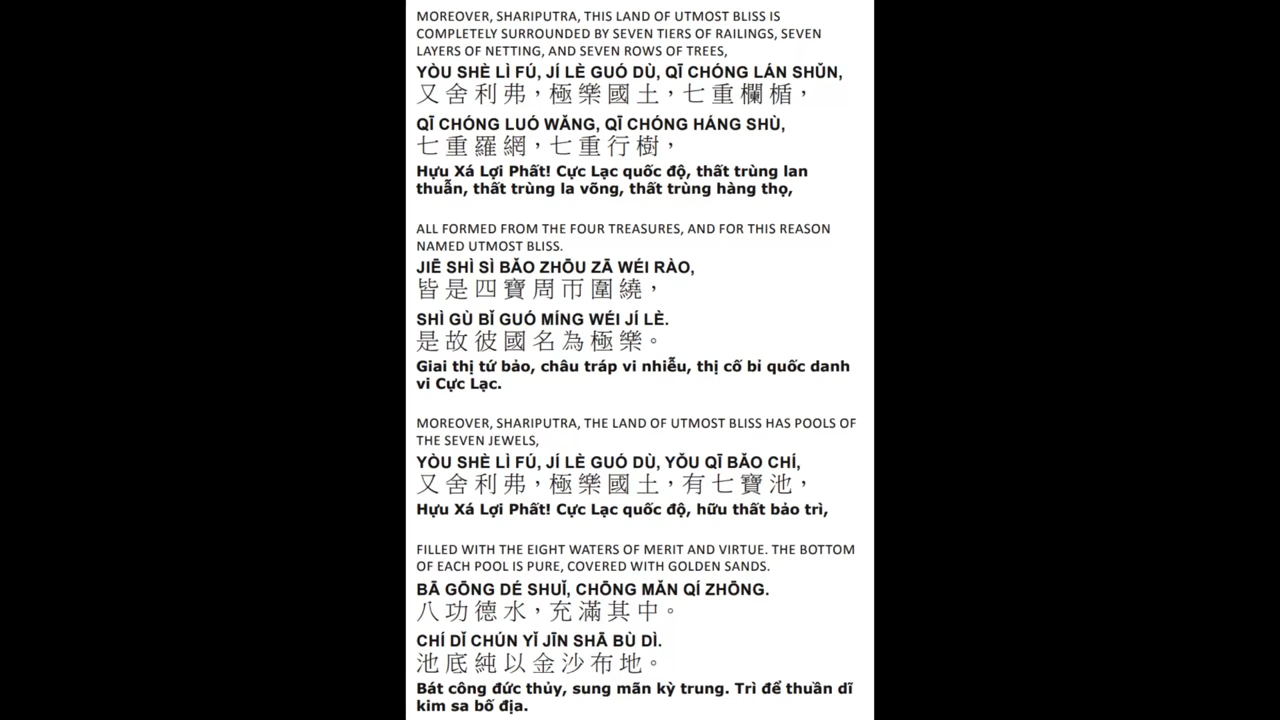 MOREOVER, SHARIPUTRA, THIS LAND OF UTMOST BLISS IS
COMPLETELY SURROUNDED BY SEVEN TIERS OF RAILINGS, SEVEN
LAYERS OF NETTING, AND SEVEN ROWS OF TREES,
YÒU SHÈ LÌ FÚ, JÍ LÈ GUÓ DÙ, QĪ CHÓNG LÁN SHǓN,
又舍利弗，極樂國土，七重欄楯，
QĪ CHÓNG LUÓ WǍNG, QĪ CHÓNG HÁNG SHÙ,
七重羅網，七重行樹，
Hựu Xá Lợi Phất! Cực Lạc quốc độ, thất trùng lan
thuẫn, thất trùng la võng, thất trùng hàng thọ,
ALL FORMED FROM THE FOUR TREASURES, AND FOR THIS REASON
NAMED UTMOST BLISS.
JIĒ SHÌ SÌ BǍO ZHŌU ZĀ WÉI RÀO,
皆是四寶周帀圍繞，
SHÌ GÙ BǏ GUÓ MÍNG WÉI JÍ LÈ.
是故彼國名為極樂。
Giai thị tứ bảo, châu tráp vi nhiễu, thị cố bỉ quốc danh
vi Cực Lạc.
MOREOVER, SHARIPUTRA, THE LAND OF UTMOST BLISS HAS POOLS OF
THE SEVEN JEWELS,
YÒU SHÈ LÌ FÚ, JÍ LÈ GUÓ DÙ, YǑU QĪ BǍO CHÍ,
又舍利弗，極樂國土，有七寶池，
Hựu Xá Lợi Phất! Cực Lạc quốc độ, hữu thất bảo trì,
FILLED WITH THE EIGHT WATERS OF MERIT AND VIRTUE. THE BOTTOM
OF EACH POOL IS PURE, COVERED WITH GOLDEN SANDS.
BĀ GŌNG DÉ SHUǏ, CHŌNG MǍN QÍ ZHŌNG.
八功德水，充滿其中。
CHÍ DǏ CHÚN YǏ JĪN SHĀ BÙ DÌ.
池底純以金沙布地。
Bát công đức thủy, sung mãn kỳ trung. Trì để thuần dĩ
kim sa bố địa.